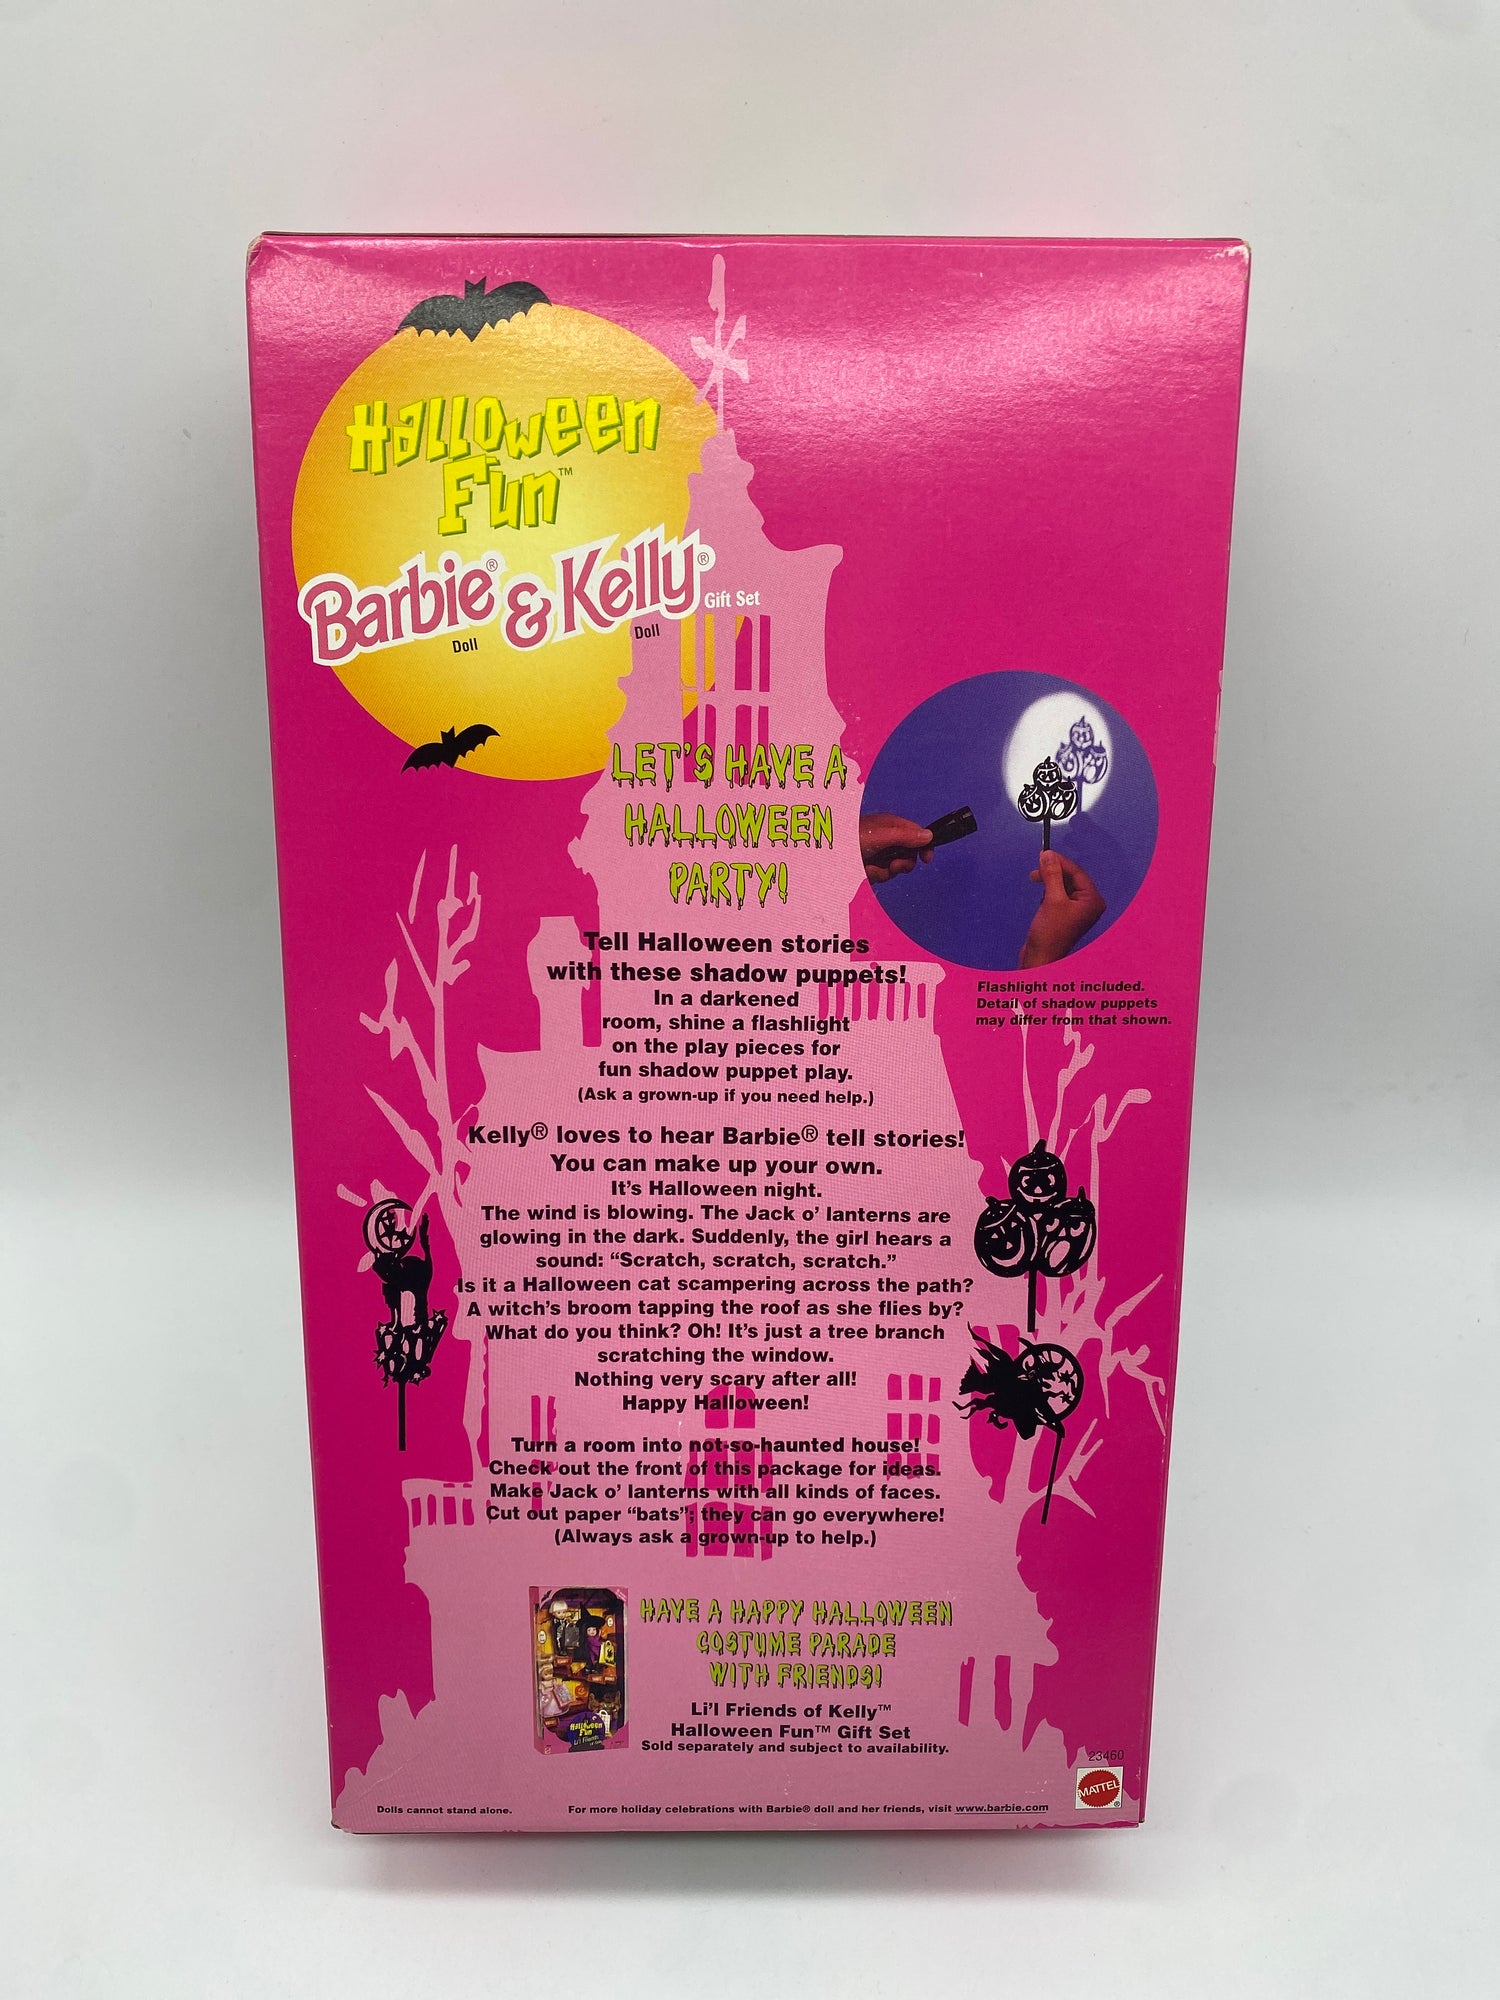 Halloween
Fun™
Barbie® & Kelly® Gift Set
Doll Doll
LET'S HAVE A
HALLOWEEN
PARTY!
Tell Halloween stories
with these shadow puppets!
In a darkened
room, shine a flashlight
on the play pieces for
fun shadow puppet play.
(Ask a grown-up if you need help.)
Flashlight not included.
Detail of shadow puppets
may differ from that shown.
Kelly® loves to hear Barbie® tell stories!
You can make up your own.
It's Halloween night.
The wind is blowing. The Jack o' lanterns are
glowing in the dark. Suddenly, the girl hears a
sound: “Scratch, scratch, scratch.”
Is it a Halloween cat scampering across the path?
A witch's broom tapping the roof as she flies by?
What do you think? Oh! It's just a tree branch
scratching the window.
Nothing very scary after all!
Happy Halloween!
Turn a room into not-so-haunted house!
Check out the front of this package for ideas.
Make Jack o' lanterns with all kinds of faces.
Cut out paper “bats”; they can go everywhere!
(Always ask a grown-up to help.)
HAVE A HAPPY HALLOWEEN
COSTUME PARADE
WITH FRIENDS!
Li'l Friends of Kelly™
Halloween Fun™ Gift Set
Sold separately and subject to availability.
Halloween
Fun
Li'l Friends
23460
MATTEL
®
Dolls cannot stand alone.
For more holiday celebrations with Barbie® doll and her friends, visit www.barbie.com